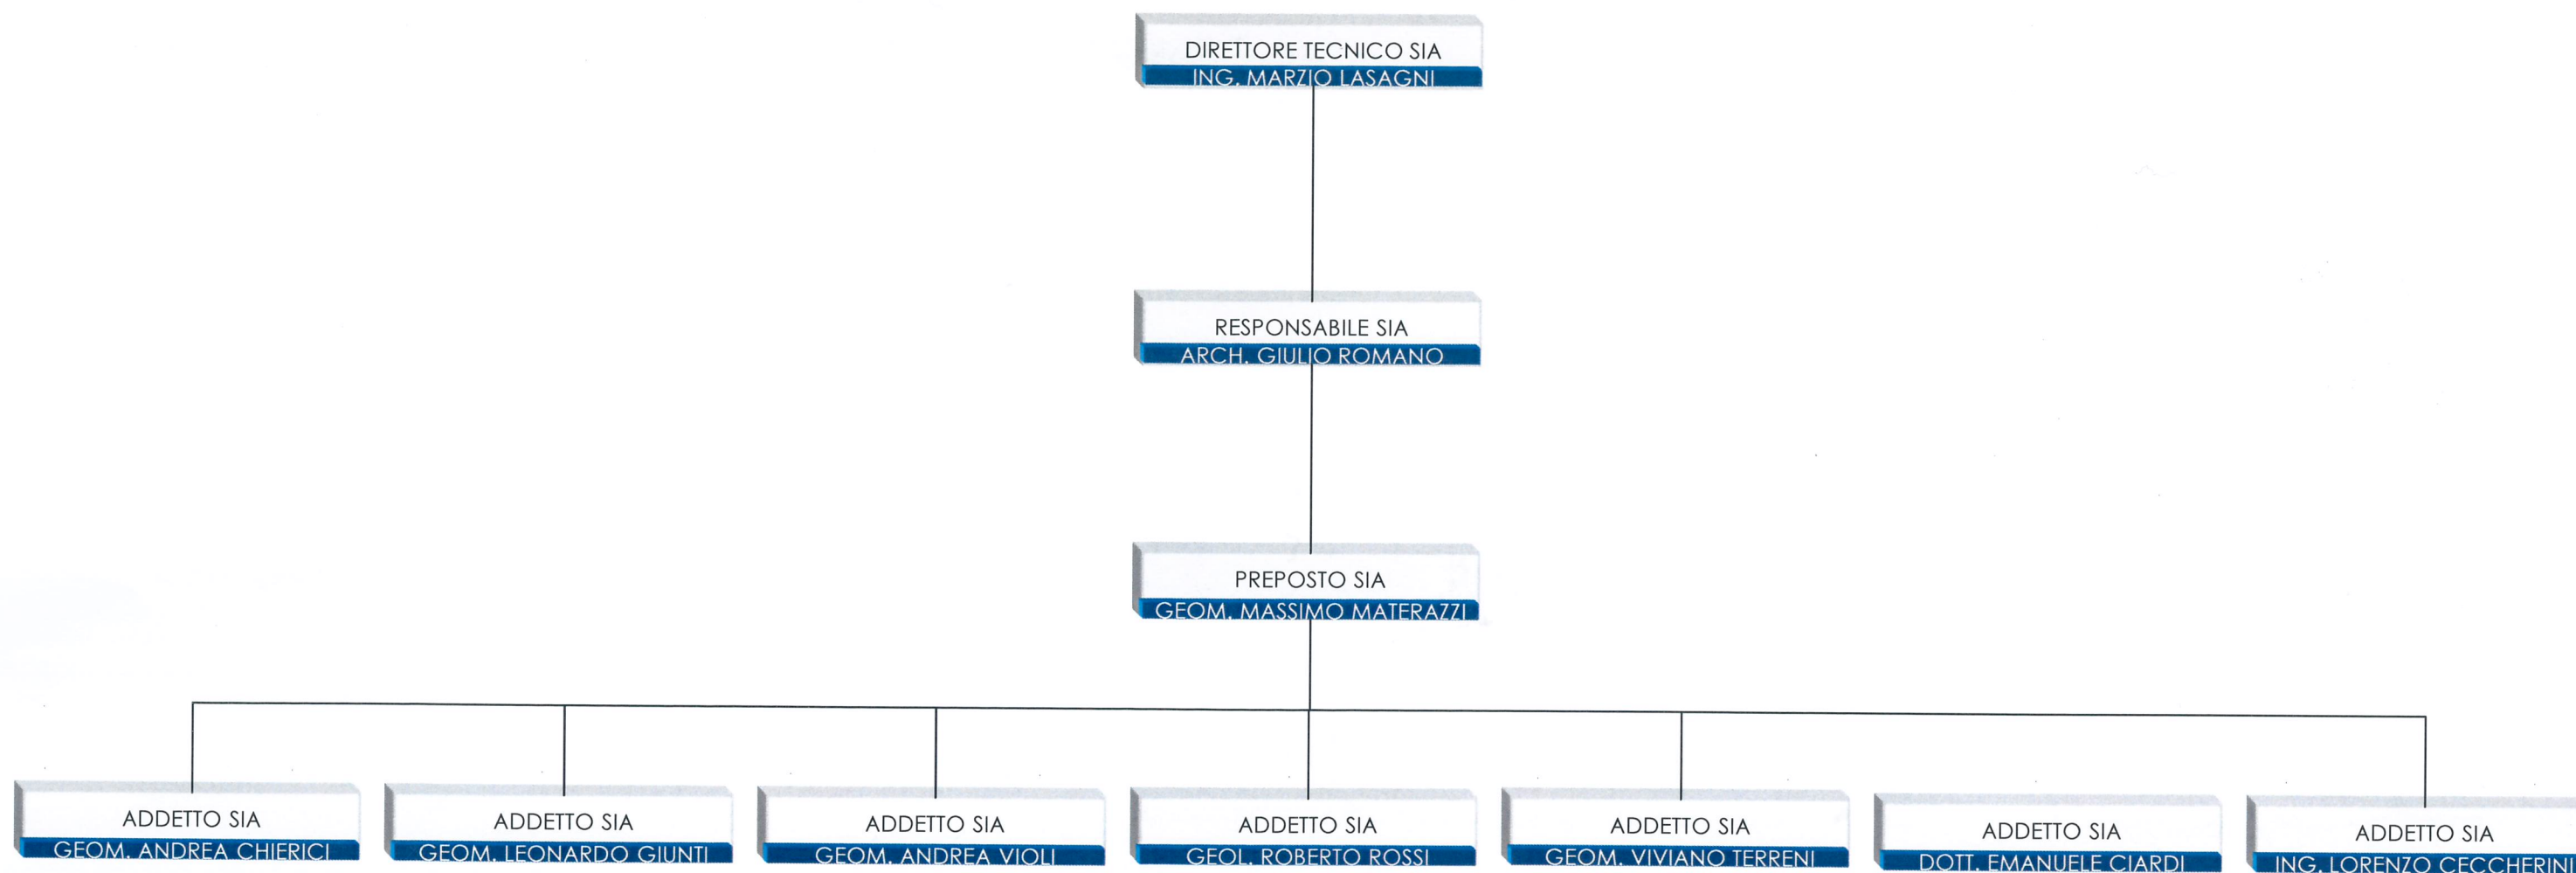 DIRETTORE TECNICO SIA
ING. MARZIO LASAGNI
RESPONSABILE SIA
ARCH. GIULIO ROMANO
PREPOSTO SIA
GEOM. MASSIMO MATERAZZI
ADDETTO SIA
GEOM. ANDREA CHIERICI
ADDETTO SIA
GEOM. LEONARDO GIUNTI
ADDETTO SIA
GEOM. ANDREA VIOLI
ADDETTO SIA
GEOL. ROBERTO ROSSI
ADDETTO SIA
GEOM. VIVIANO TERRENI
ADDETTO SIA
DOTT. EMANUELE CIARDI
ADDETTO SIA
ING. LORENZO CECCHERINI